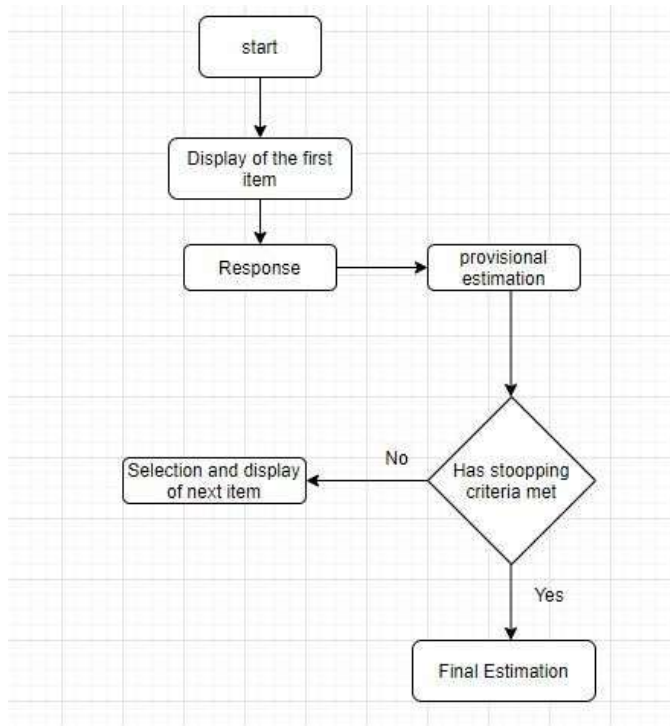 start
Display of the first
item
Response
provisional
estimation
No
Selection and display
of next item
Has stoopping
criteria met
Yes
Final Estimation